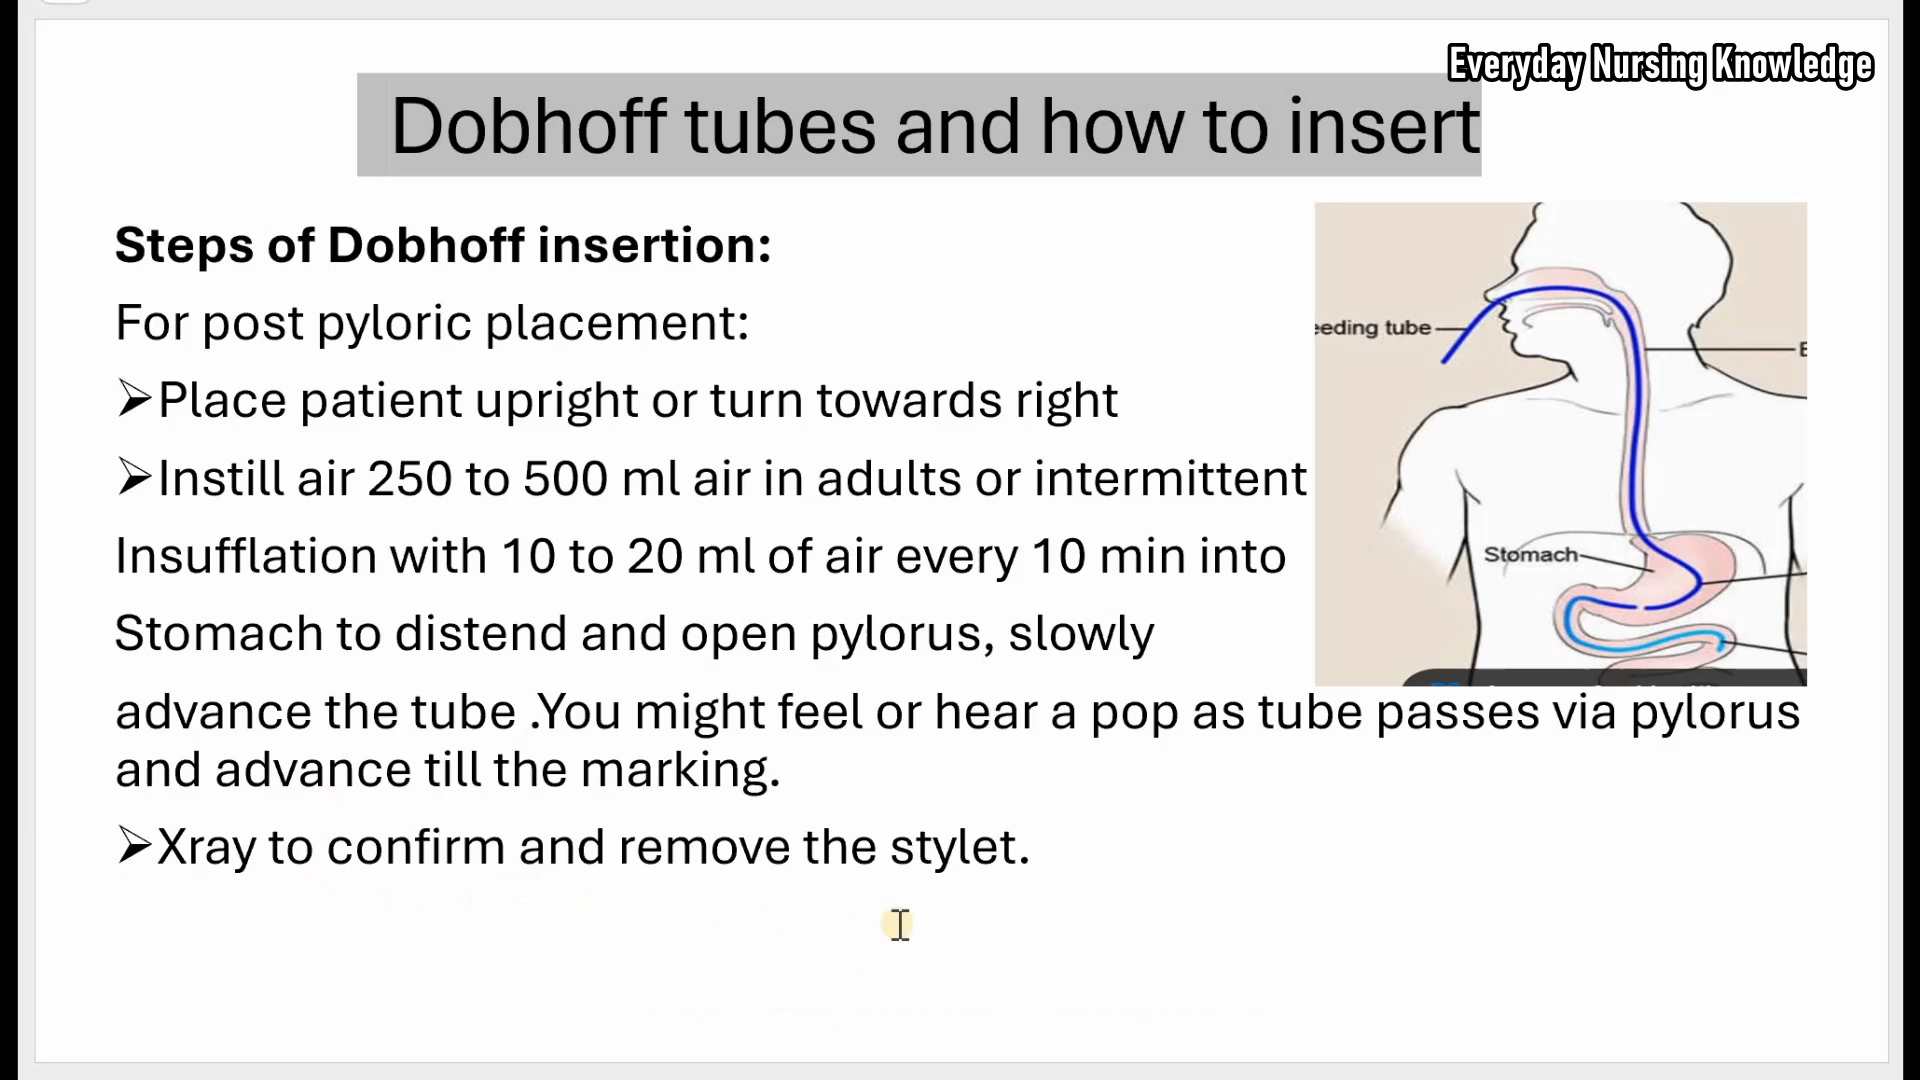 Everyday Nursing Knowledge
Dobhoff tubes and how to insert
Steps of Dobhoff insertion:
For post pyloric placement:
➢Place patient upright or turn towards right
➢Instill air 250 to 500 ml air in adults or intermittent
Insufflation with 10 to 20 ml of air every 10 min into
Stomach to distend and open pylorus, slowly
advance the tube .You might feel or hear a pop as tube passes via pylorus
and advance till the marking.
➢Xray to confirm and remove the stylet.
eeding tube
E
Stomach